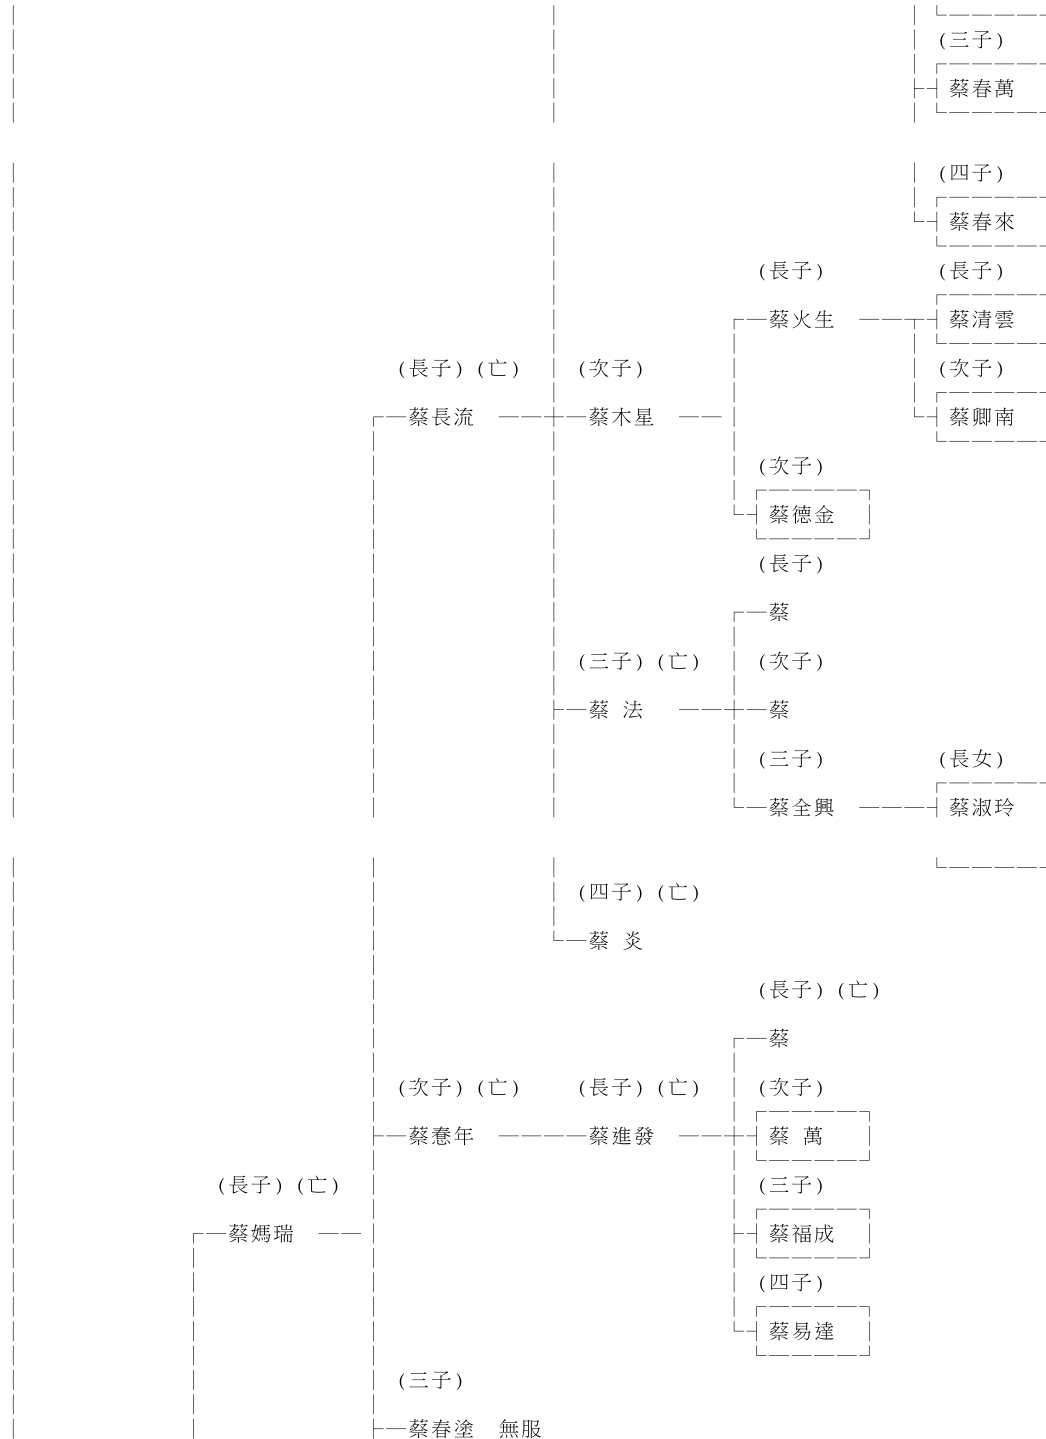 (三子)
蔡春萬
(四子)
蔡春來
(長子) (長子)
蔡火生 蔡清雲
(長子) (亡) (次子) (次子)
蔡長流 蔡木星 蔡卿南
(次子)
蔡德金
(長子)
蔡
(三子) (亡) (次子)
蔡 法 蔡
(三子) (長女)
蔡全興 蔡淑玲
(四子) (亡)
蔡 炎
(長子) (亡)
蔡
(次子) (亡) (長子) (亡) (次子)
蔡惷年 蔡進發 蔡 萬
(長子) (亡) (三子)
蔡媽瑞 蔡福成
(四子)
蔡易達
(三子)
蔡春塗 無服